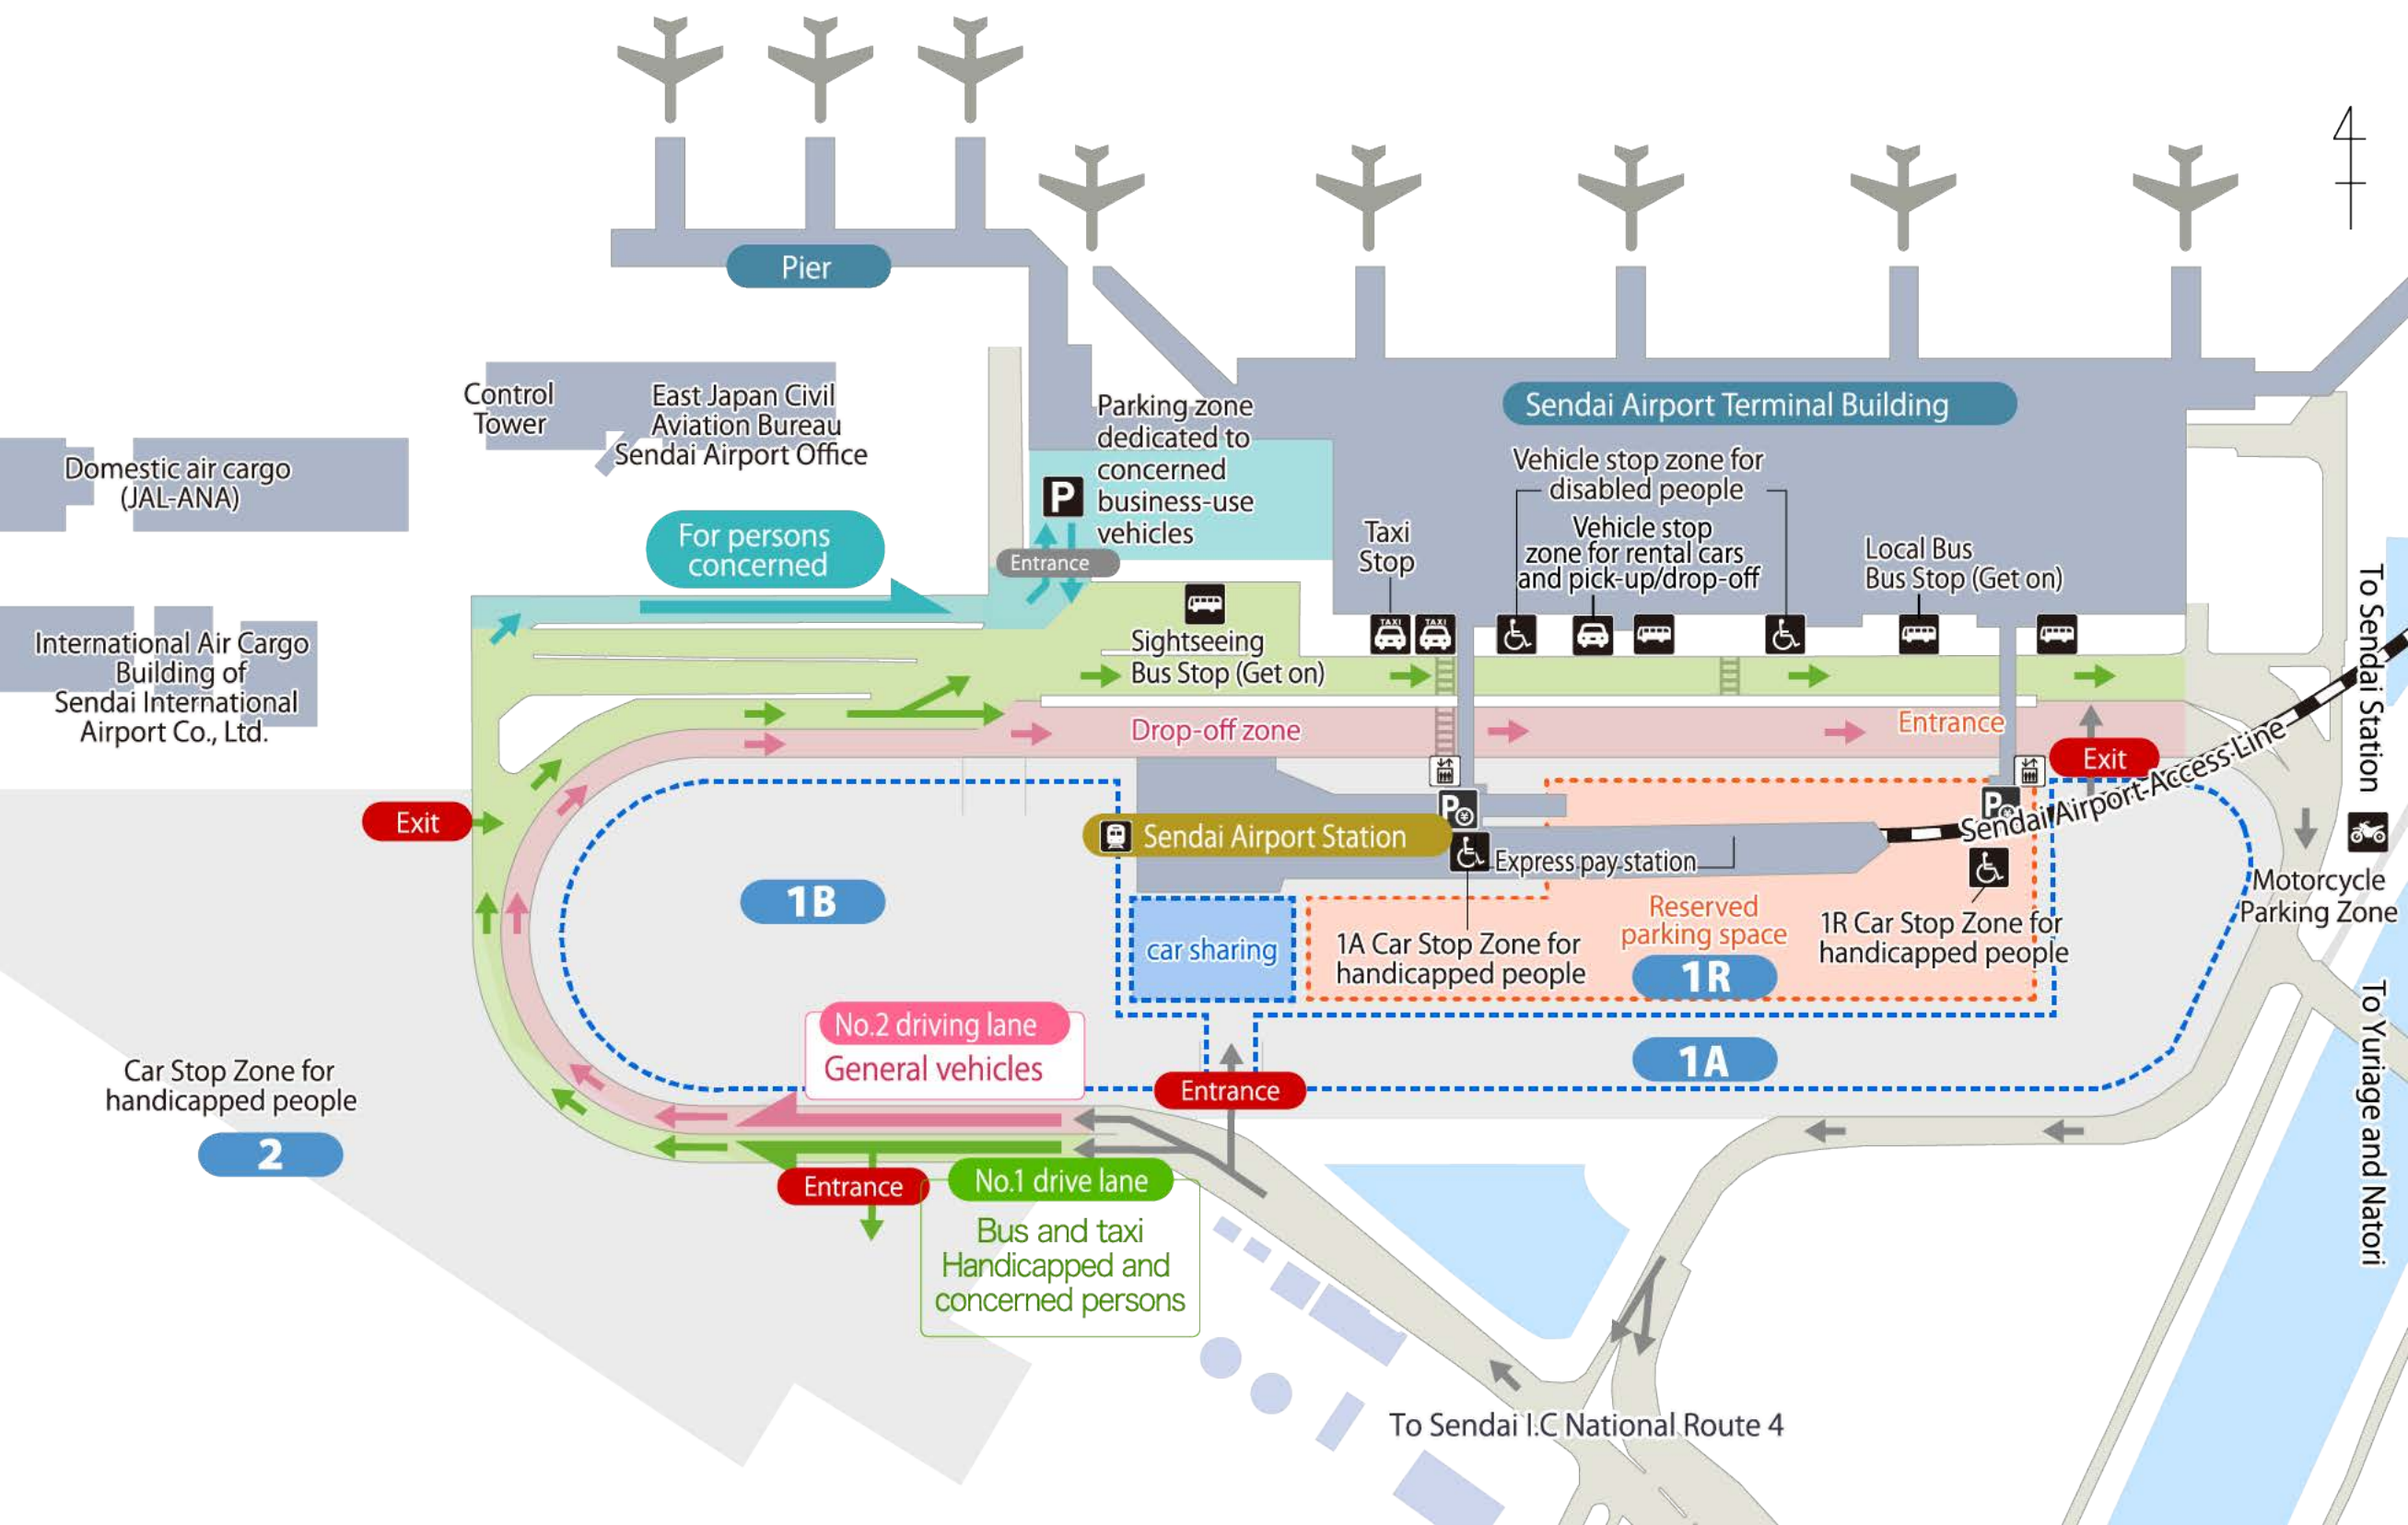 Pier
Control
Tower
East Japan Civil
Aviation Bureau
Sendai Airport Office
Domestic air cargo
(JAL-ANA)
International Air Cargo
Building of
Sendai International
Airport Co., Ltd.
For persons
concerned
P
Entrance
Parking zone
dedicated to
concerned
business-use
vehicles
Sendai Airport Terminal Building
Vehicle stop zone for
disabled people
Vehicle stop
zone for rental cars
and pick-up/drop-off
Taxi
Stop
TAXI
TAXI
Local Bus
Bus Stop (Get on)
Sightseeing
Bus Stop (Get on)
Drop-off zone
Entrance
Exit
Exit
Sendai Airport Access Line
To Sendai Station
P¥
P¥
Sendai Airport Station
Express pay station
1B
car sharing
1A Car Stop Zone for
handicapped people
Reserved
parking space
1R
1R Car Stop Zone for
handicapped people
Motorcycle
Parking Zone
To Yuriage and Natori
No.2 driving lane
General vehicles
Entrance
1A
Car Stop Zone for
handicapped people
2
Entrance
No.1 drive lane
Bus and taxi
Handicapped and
concerned persons
To Sendai I.C National Route 4